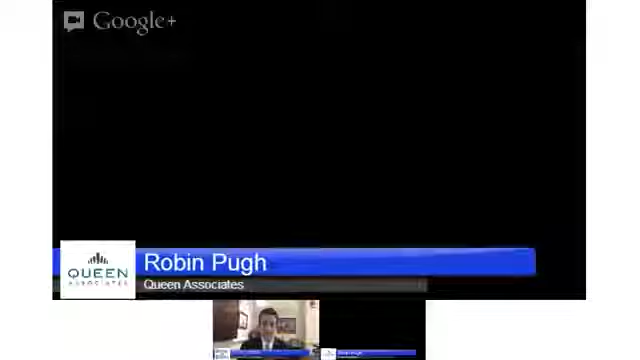 Google+
Robin Pugh
Queen Associates
QUEEN
ASSOCIATES